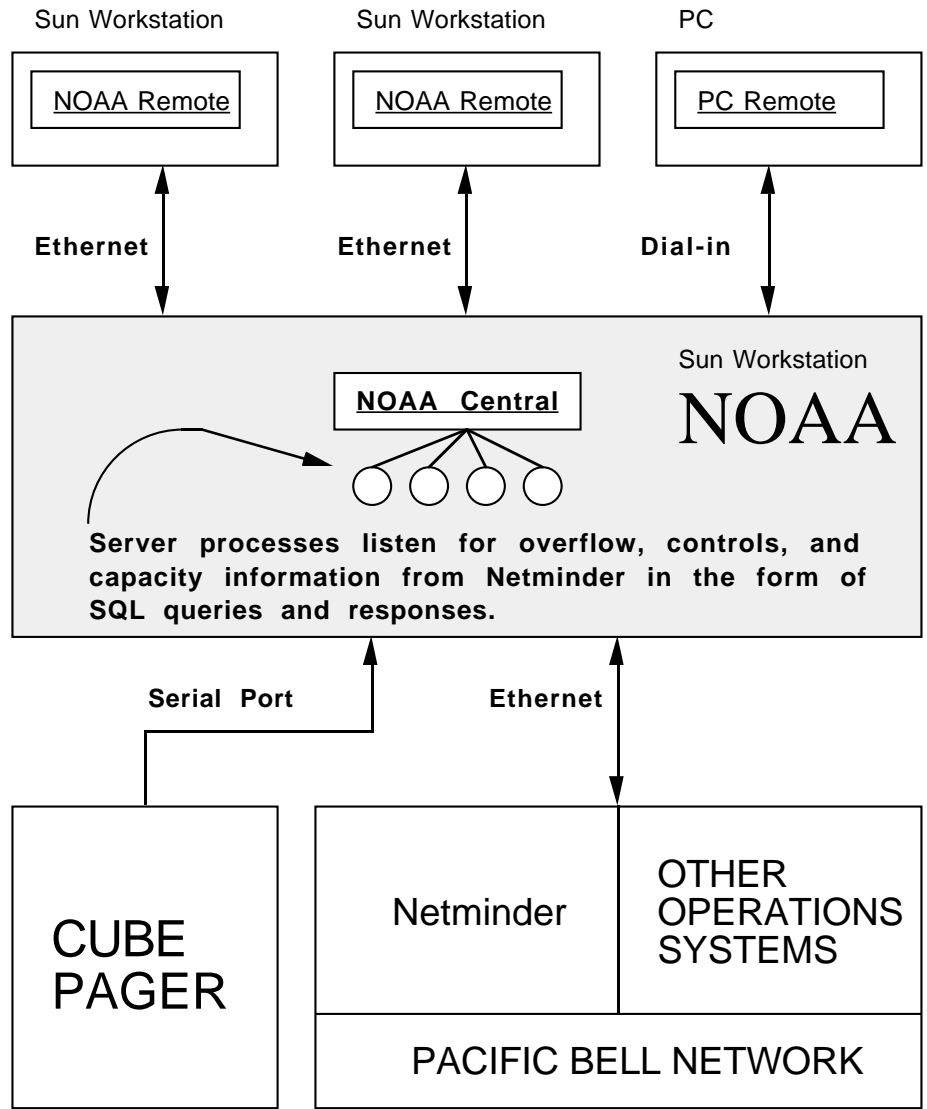 Sun Workstation
Sun Workstation
PC
NOAA Remote
NOAA Remote
PC Remote
Ethernet
Ethernet
Dial-in
Sun Workstation
NOAA
NOAA Central
Server processes listen for overflow, controls, and
capacity information from Netminder in the form of
SQL queries and responses.
Serial Port
Ethernet
CUBE
PAGER
Netminder
OTHER
OPERATIONS
SYSTEMS
PACIFIC BELL NETWORK